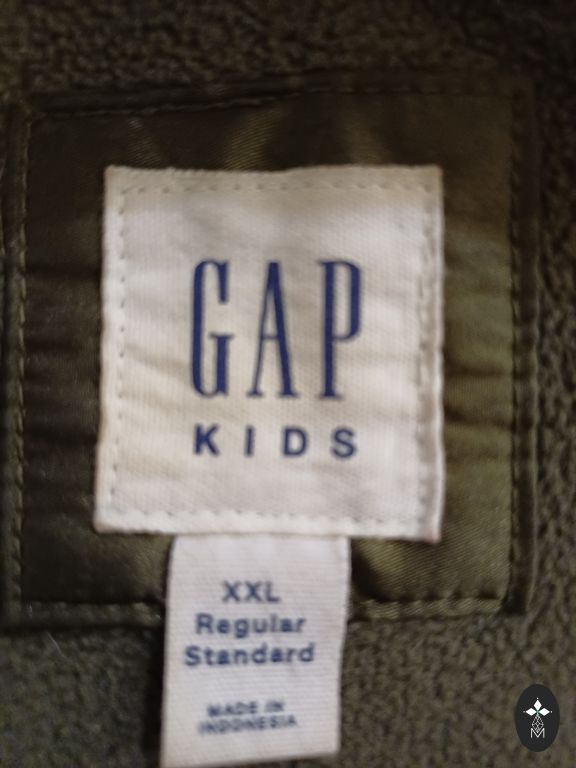 GAP
KIDS
XXL
Regular
Standard
MADE IN
INDONESIA
M